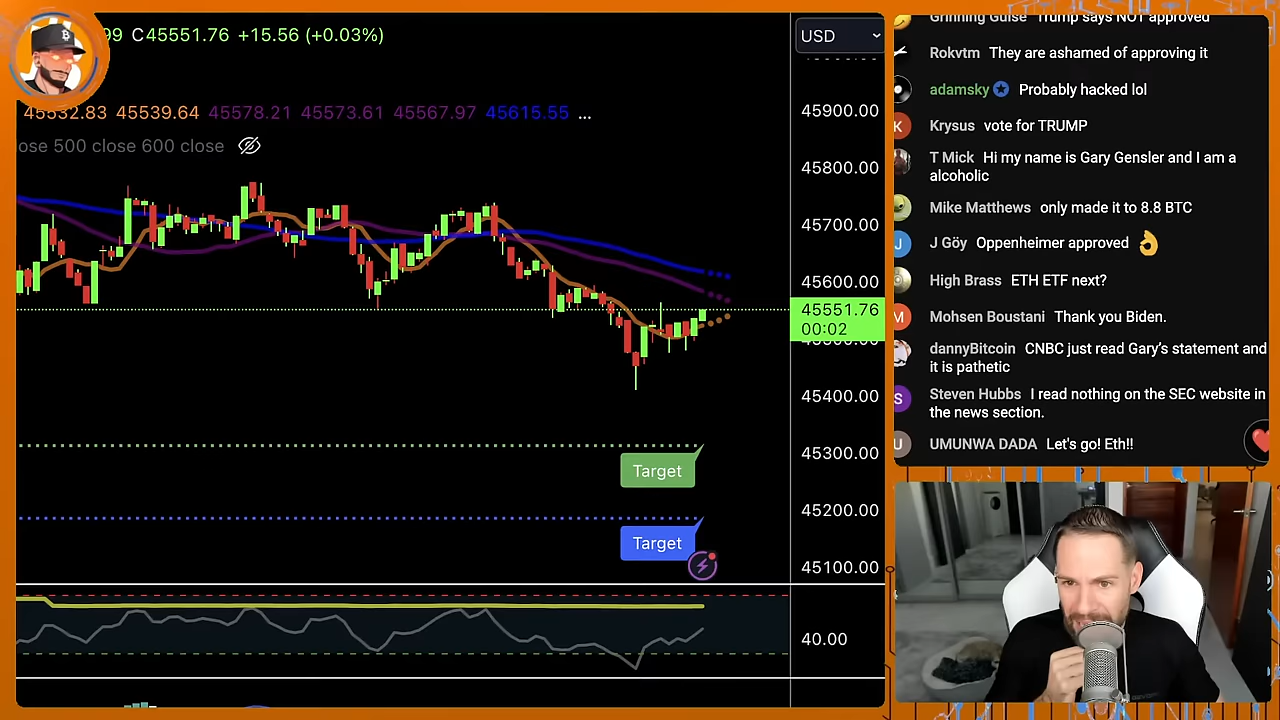 99 C45551.76 +15.56 (+0.03%)
45532.83 45539.64 45578.21 45573.61 45567.97 45615.55 ...
ose 500 close 600 close
USD
45900.00
45800.00
45700.00
45600.00
45551.76
00:02
45400.00
45300.00
45200.00
45100.00
40.00
Target
Target
Grinning Guise Trump says NOT approved
Rokvtm They are ashamed of approving it
adamsky Probably hacked lol
K Krysus vote for TRUMP
T Mick Hi my name is Gary Gensler and I am a
alcoholic
Mike Matthews only made it to 8.8 BTC
J J Göy Oppenheimer approved 👌
High Brass ETH ETF next?
M Mohsen Boustani Thank you Biden.
dannyBitcoin CNBC just read Gary’s statement and
it is pathetic
S Steven Hubbs I read nothing on the SEC website in
the news section.
U UMUNWA DADA Let's go! Eth!!